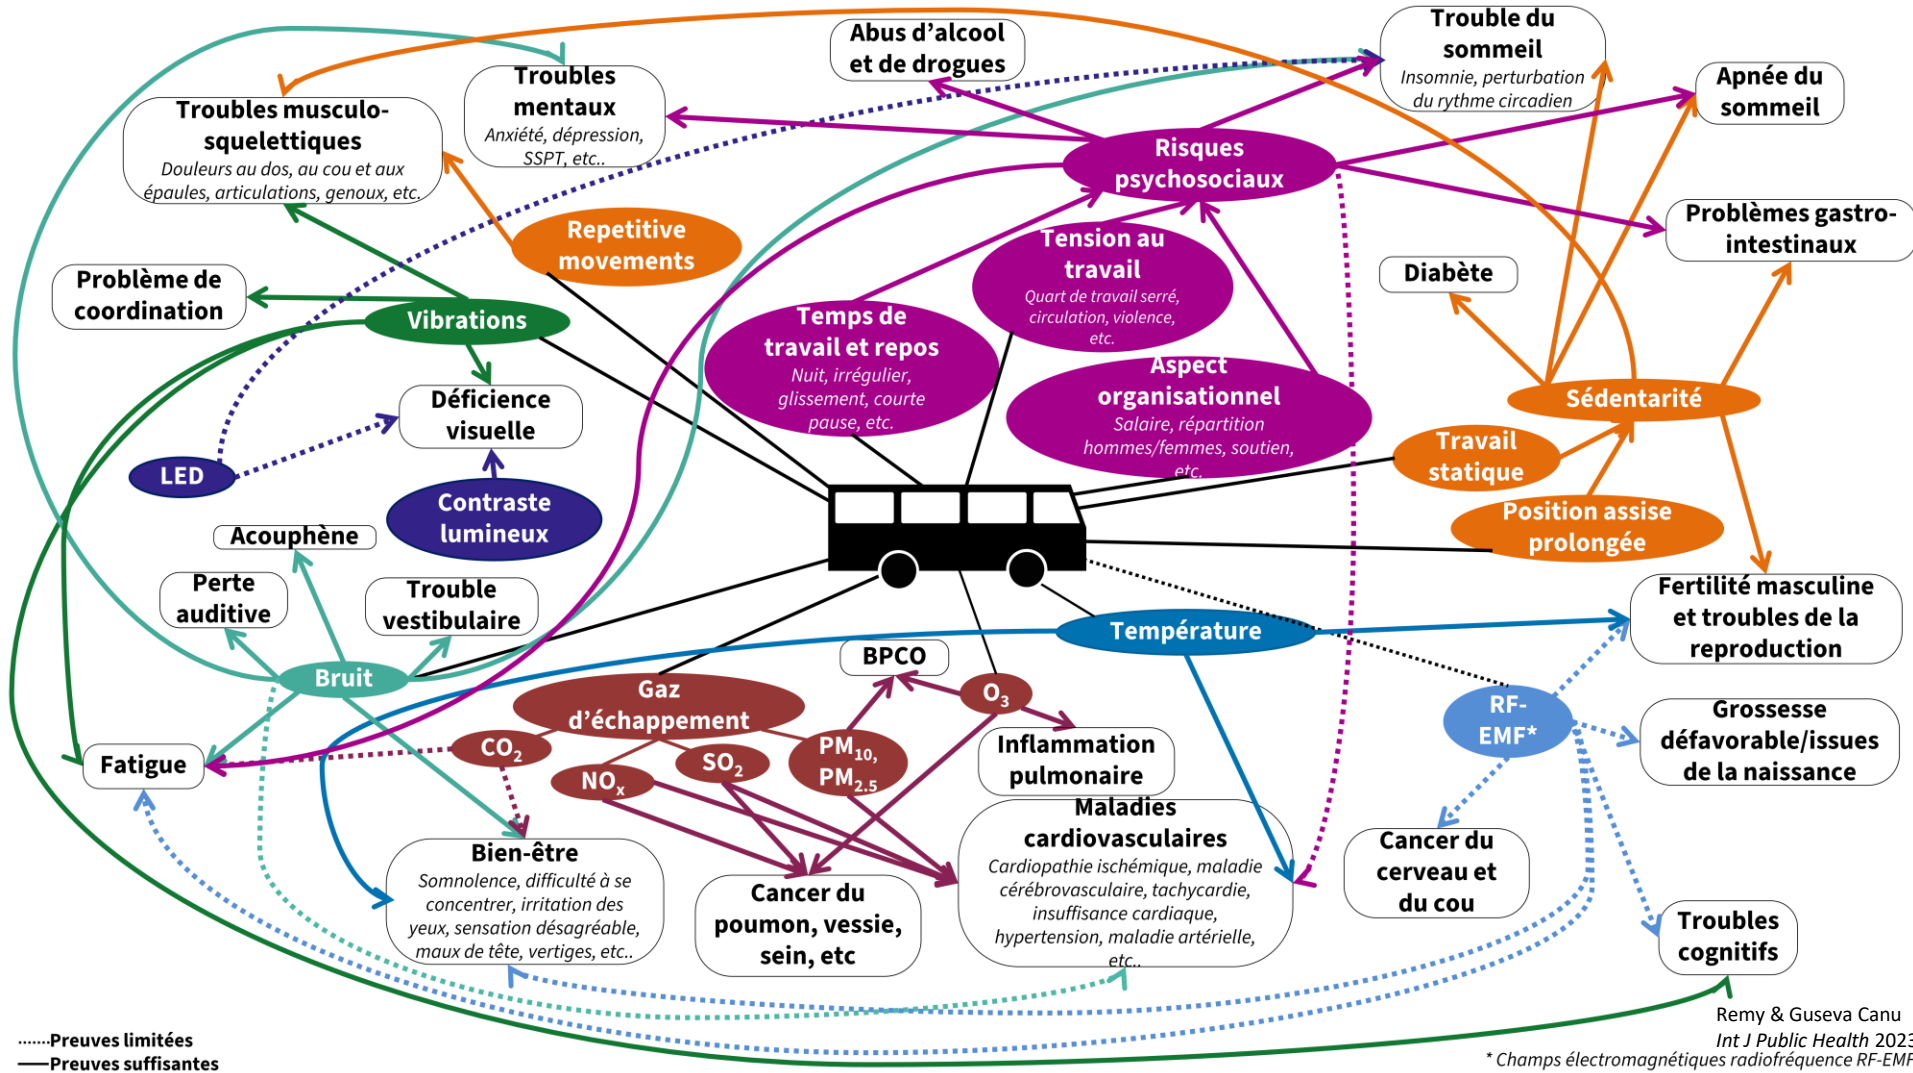 Abus d’alcool
et de drogues
Trouble du
sommeil
Insomnie, perturbation
du rythme circadien
Apnée du
sommeil
Troubles
mentaux
Anxiété, dépression,
SSPT, etc..
Troubles musculo-
squelettiques
Douleurs au dos, au cou et aux
épaules, articulations, genoux, etc.
Risques
psychosociaux
Problèmes gastro-
intestinaux
Repetitive
movements
Tension au
travail
Quart de travail serré,
circulation, violence,
etc.
Diabète
Problème de
coordination
Vibrations
Temps de
travail et repos
Nuit, irrégulier,
glissement, courte
pause, etc.
Aspect
organisationnel
Salaire, répartition
hommes/femmes, soutien,
etc.
Sédentarité
Déficience
visuelle
Travail
statique
LED
Contraste
lumineux
Position assise
prolongée
Acouphène
Perte
auditive
Trouble
vestibulaire
Fertilité masculine
et troubles de la
reproduction
Température
BPCO
Bruit
Gaz
d’échappement
O3
RF-
EMF*
Grossesse
défavorable/issues
de la naissance
CO2
SO2
PM10,
PM2.5
NOx
Inflammation
pulmonaire
Fatigue
Maladies
cardiovasculaires
Cardiopathie ischémique, maladie
cérébrovasculaire, tachycardie,
insuffisance cardiaque,
hypertension, maladie artérielle,
etc..
Cancer du
cerveau et
du cou
Bien-être
Somnolence, difficulté à se
concentrer, irritation des
yeux, sensation désagréable,
maux de tête, vertiges, etc..
Cancer du
poumon, vessie,
sein, etc
Troubles
cognitifs
Preuves limitées
Preuves suffisantes
Remy & Guseva Canu
Int J Public Health 2023
* Champs électromagnétiques radiofréquence RF-EMF